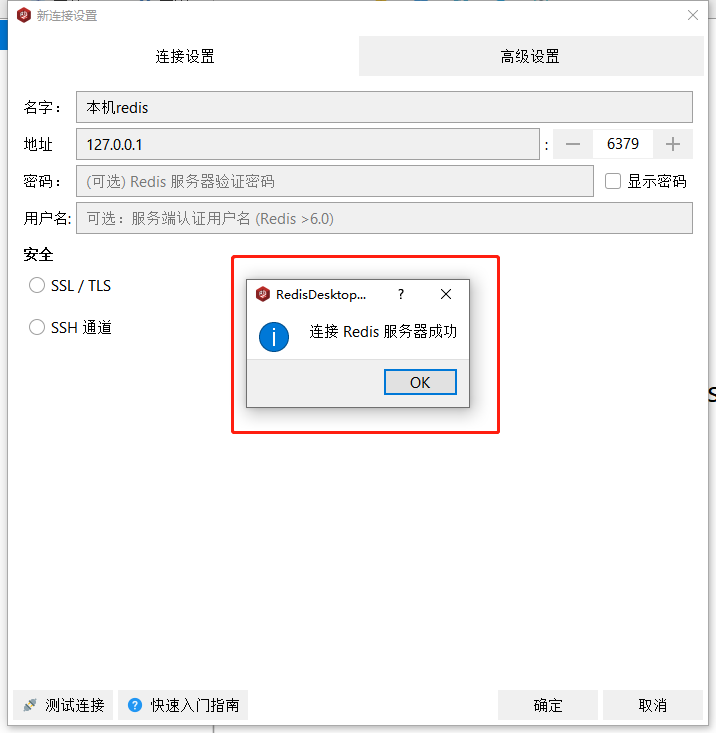 新连接设置
连接设置
高级设置
名字：
本机redis
地址
127.0.0.1
:
6379
密码：
(可选) Redis 服务器验证密码
显示密码
用户名:
可选：服务端认证用户名 (Redis >6.0)
安全
SSL / TLS
SSH 通道
RedisDesktop...
?
连接 Redis 服务器成功
OK
测试连接
快速入门指南
确定
取消